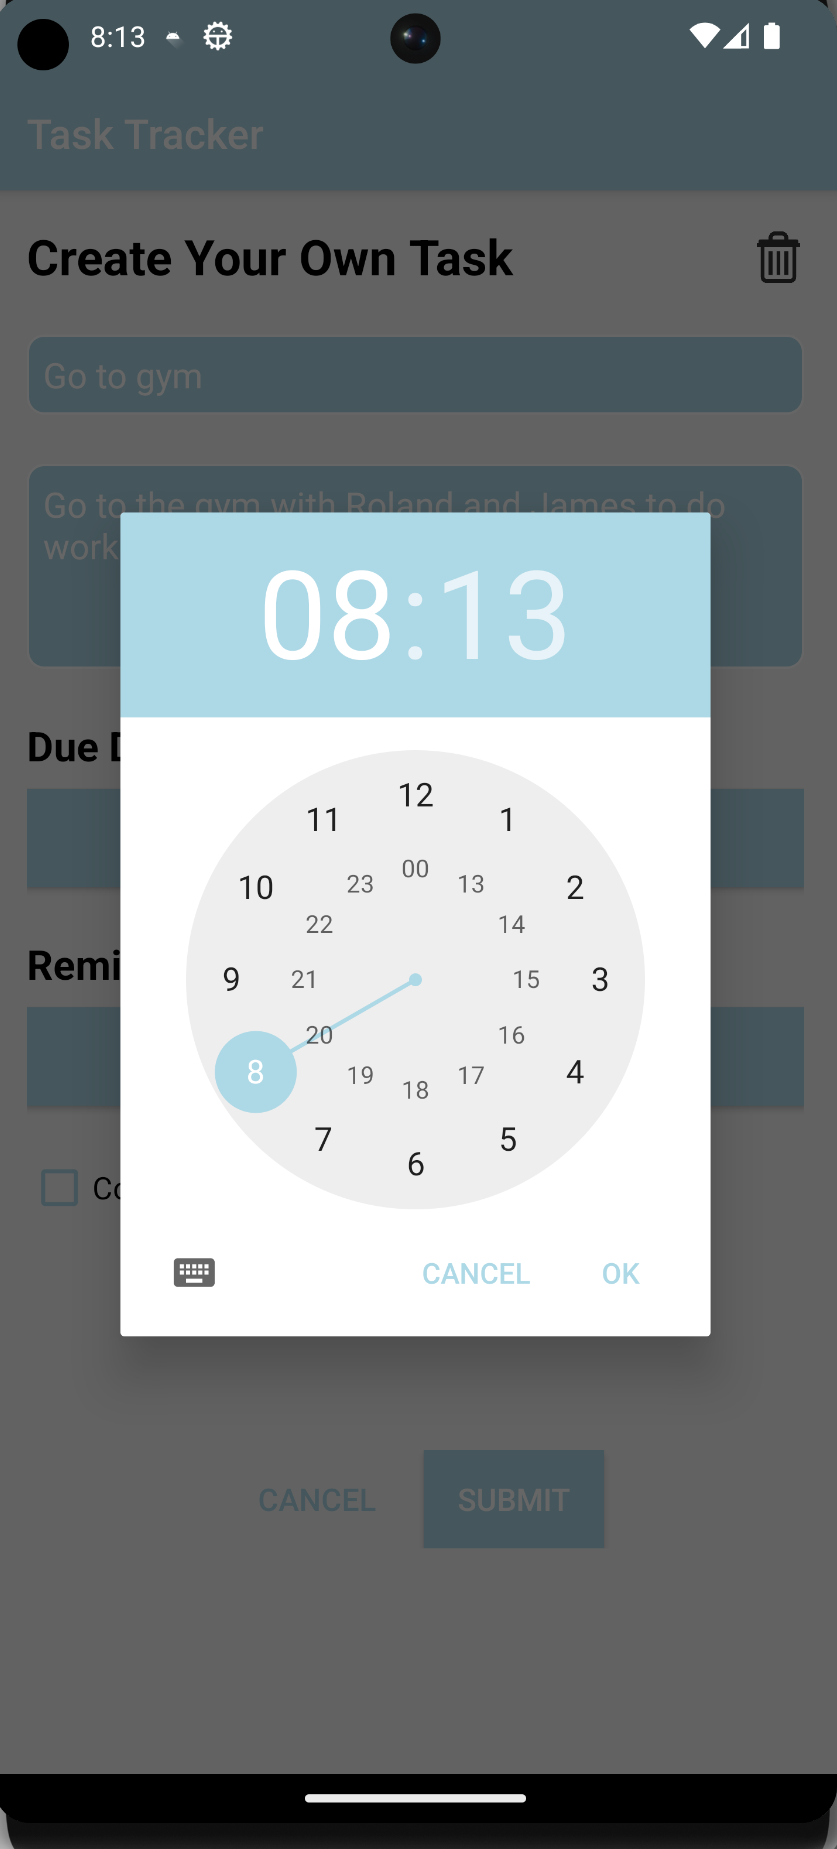 8:13
Task Tracker
Create Your Own Task
Go to gym
Go to the gym with Roland and James to do
work
08:13
Due
12
11 1
00
23 13
10 2
22 14
9 21 15 3
20 16
8 4
19 17
18
7 5
6
CANCEL OK
CANCEL SUBMIT